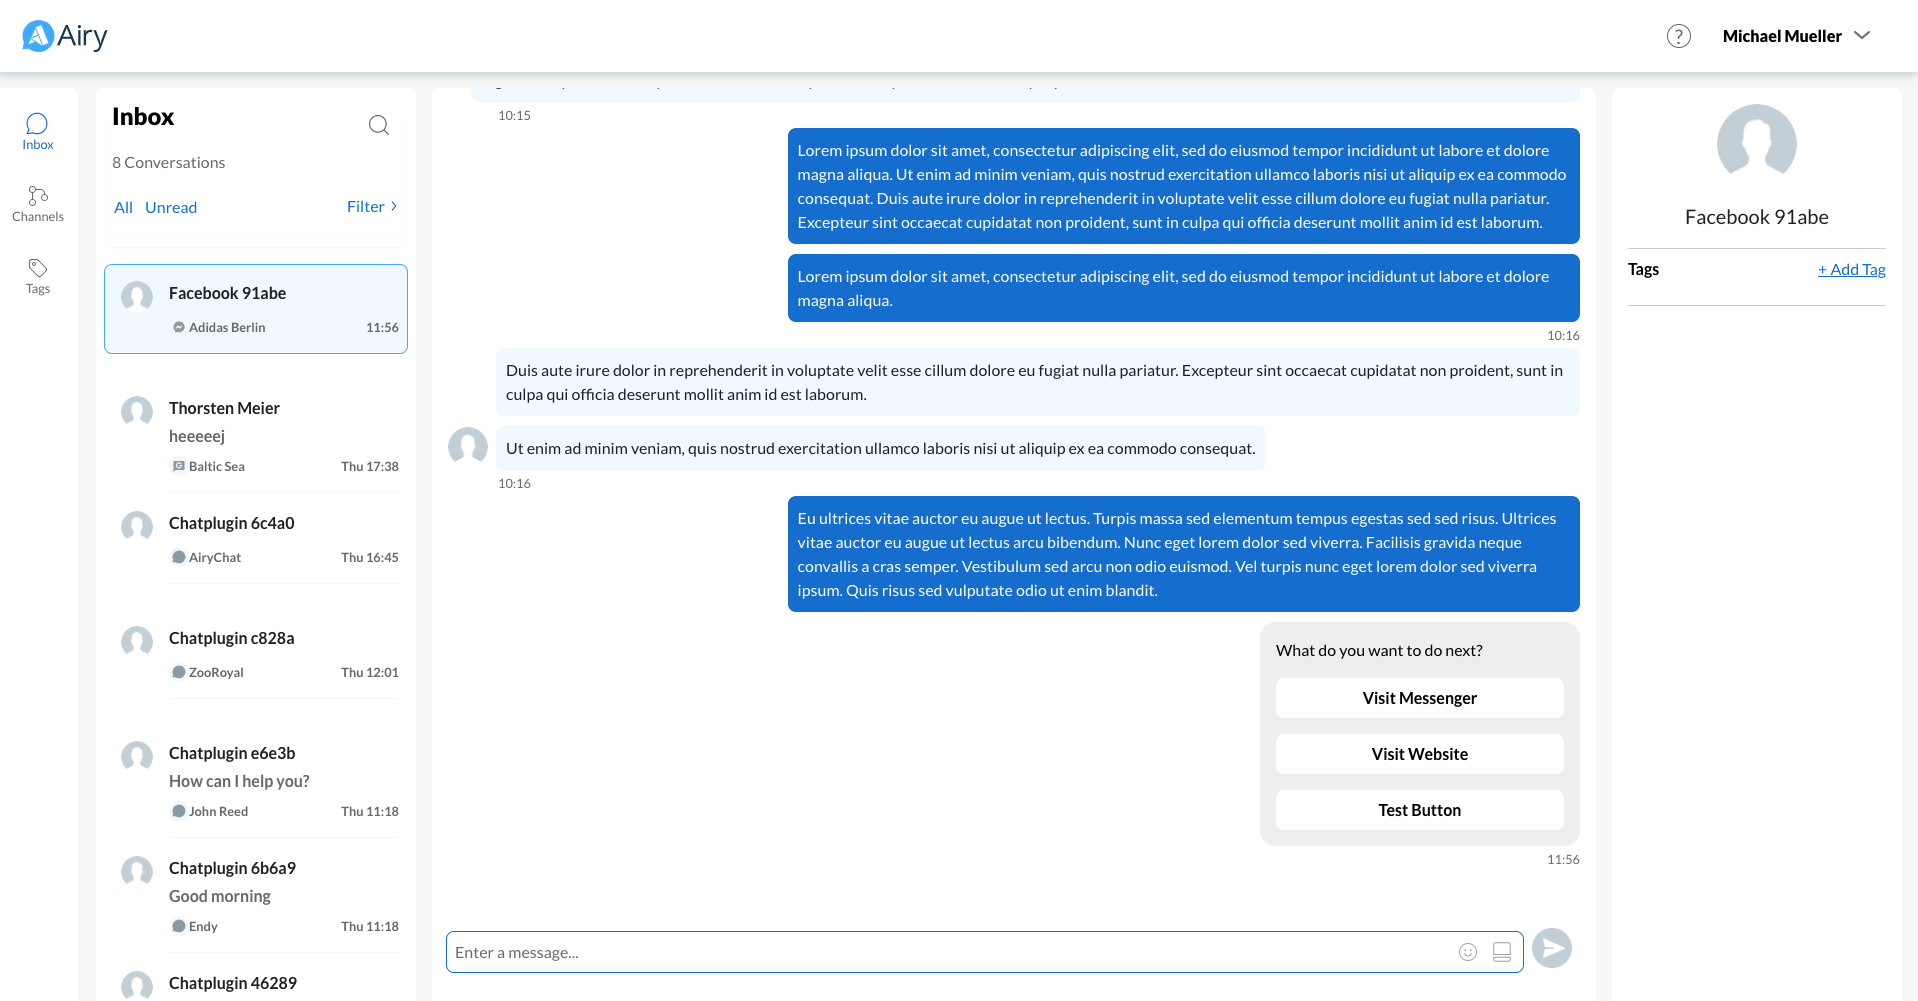 Airy
?
Michael Mueller
Inbox
Channels
Tags
Inbox
8 Conversations
All Unread Filter
Facebook 91abe
Adidas Berlin 11:56
Thorsten Meier
heeeeej
Baltic Sea Thu 17:38
Chatplugin 6c4a0
AiryChat Thu 16:45
Chatplugin c828a
ZooRoyal Thu 12:01
Chatplugin e6e3b
How can I help you?
John Reed Thu 11:18
Chatplugin 6b6a9
Good morning
Endy Thu 11:18
Chatplugin 46289
10:15
Lorem ipsum dolor sit amet, consectetur adipiscing elit, sed do eiusmod tempor incididunt ut labore et dolore
magna aliqua. Ut enim ad minim veniam, quis nostrud exercitation ullamco laboris nisi ut aliquip ex ea commodo
consequat. Duis aute irure dolor in reprehenderit in voluptate velit esse cillum dolore eu fugiat nulla pariatur.
Excepteur sint occaecat cupidatat non proident, sunt in culpa qui officia deserunt mollit anim id est laborum.
Lorem ipsum dolor sit amet, consectetur adipiscing elit, sed do eiusmod tempor incididunt ut labore et dolore
magna aliqua.
10:16
Duis aute irure dolor in reprehenderit in voluptate velit esse cillum dolore eu fugiat nulla pariatur. Excepteur sint occaecat cupidatat non proident, sunt in
culpa qui officia deserunt mollit anim id est laborum.
Ut enim ad minim veniam, quis nostrud exercitation ullamco laboris nisi ut aliquip ex ea commodo consequat.
10:16
Eu ultrices vitae auctor eu augue ut lectus. Turpis massa sed elementum tempus egestas sed sed risus. Ultrices
vitae auctor eu augue ut lectus arcu bibendum. Nunc eget lorem dolor sed viverra. Facilisis gravida neque
convallis a cras semper. Vestibulum sed arcu non odio euismod. Vel turpis nunc eget lorem dolor sed viverra
ipsum. Quis risus sed vulputate odio ut enim blandit.
What do you want to do next?
Visit Messenger
Visit Website
Test Button
11:56
Enter a message...
Facebook 91abe
Tags + Add Tag